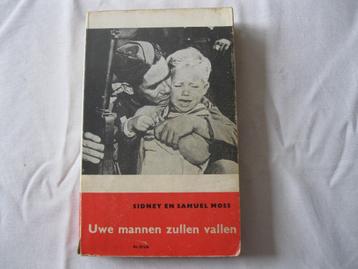 SIDNEY EN SAMUEL MOSS
Uwe mannen zullen vallen